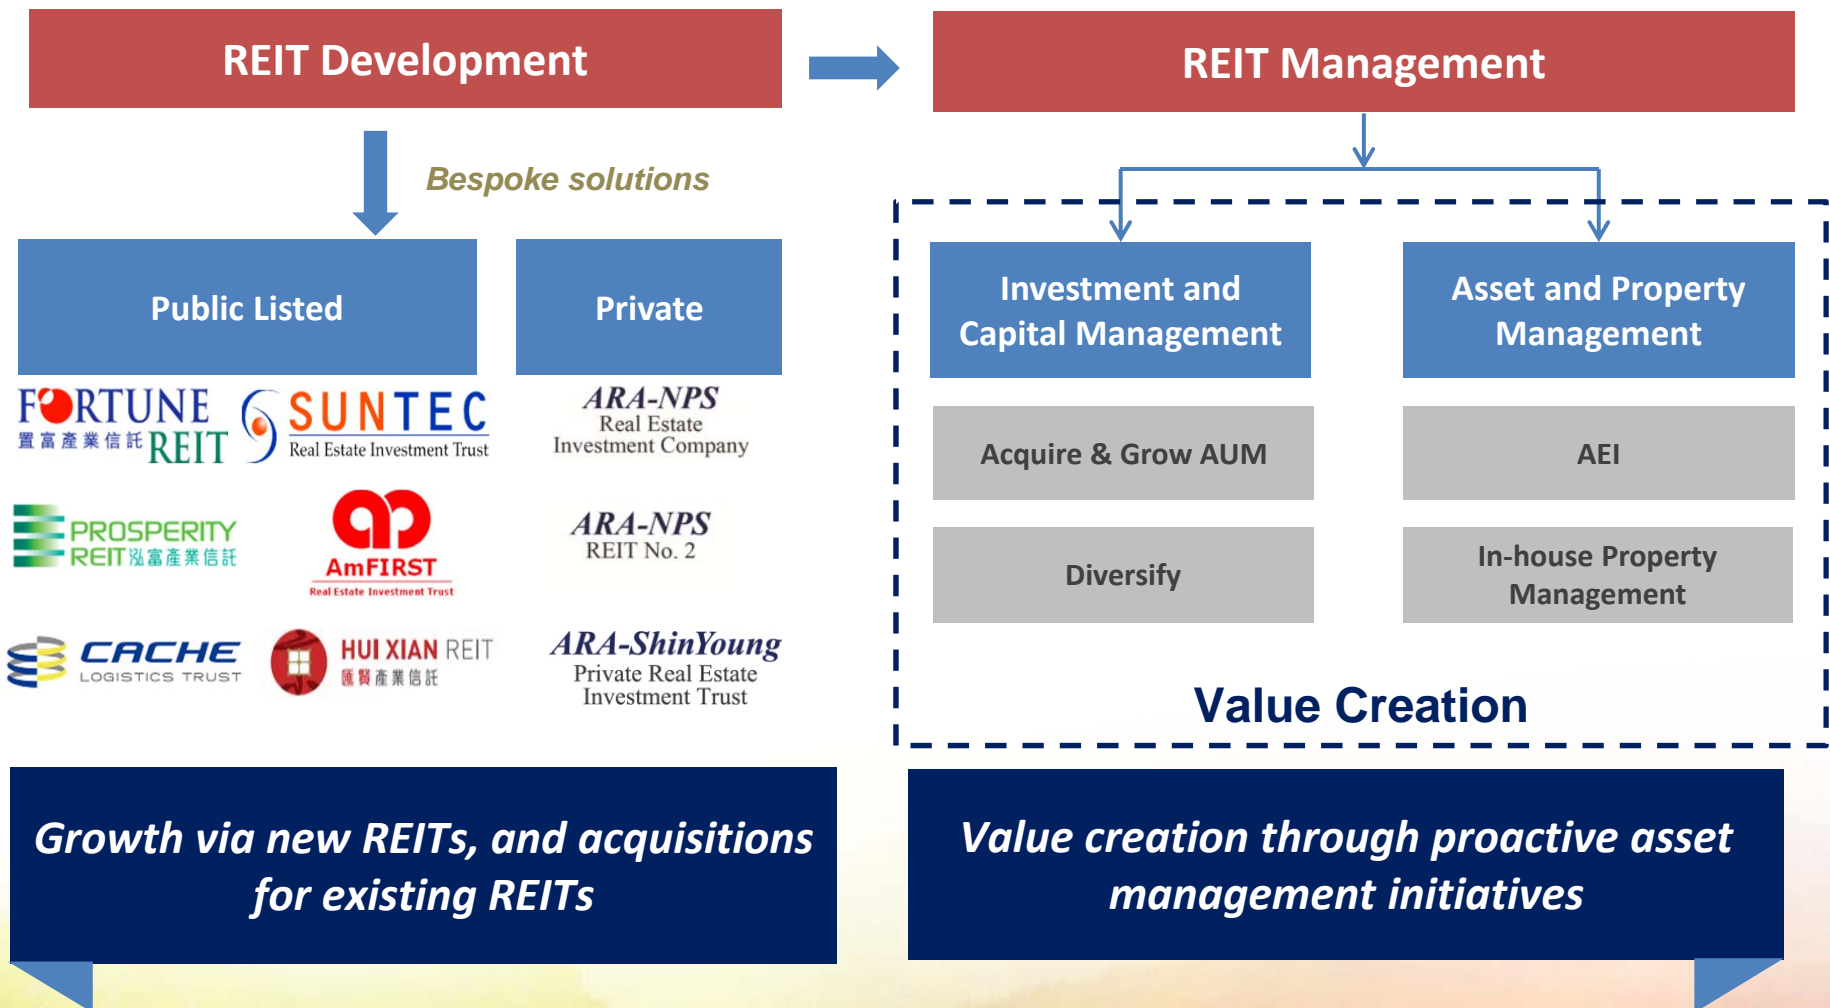 REIT Development
Bespoke solutions
Public Listed
Private
FORTUNE
置富產業信託 REIT
SUNTEC
Real Estate Investment Trust
ARA-NPS
Real Estate
Investment Company
PROSPERITY
REIT 泓富產業信託
AmFIRST
Real Estate Investment Trust
ARA-NPS
REIT No. 2
CACHE
LOGISTICS TRUST
HUI XIAN REIT
匯賢產業信託
ARA-ShinYoung
Private Real Estate
Investment Trust
Growth via new REITs, and acquisitions
for existing REITs
REIT Management
Investment and
Capital Management
Asset and Property
Management
Acquire & Grow AUM
AEI
Diversify
In-house Property
Management
Value Creation
Value creation through proactive asset
management initiatives